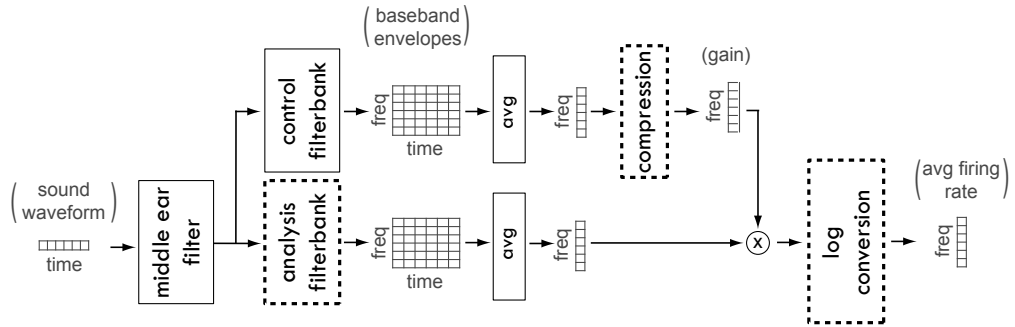 (baseband
envelopes)
control
filterbank
freq
time
avg
freq
compression
(gain)
freq
(sound
waveform)
time
middle ear
filter
analysis
filterbank
freq
time
avg
freq
x
log
conversion
(avg firing
rate)
freq